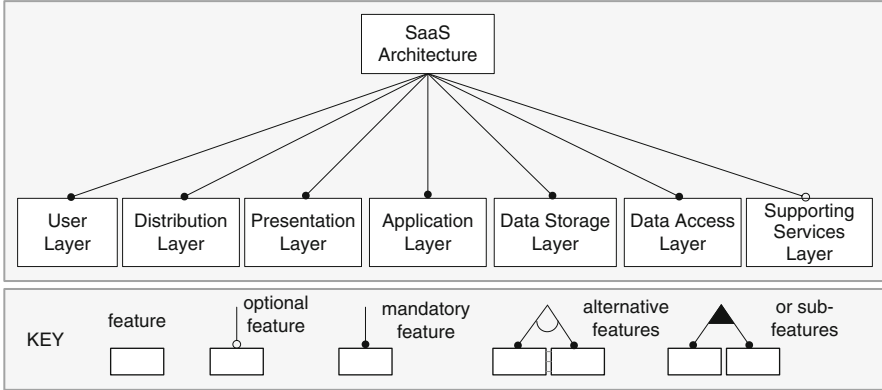 SaaS
Architecture
User
Layer
Distribution
Layer
Presentation
Layer
Application
Layer
Data Storage
Layer
Data Access
Layer
Supporting
Services
Layer
KEY
feature
optional
feature
mandatory
feature
alternative
features
or sub-
features